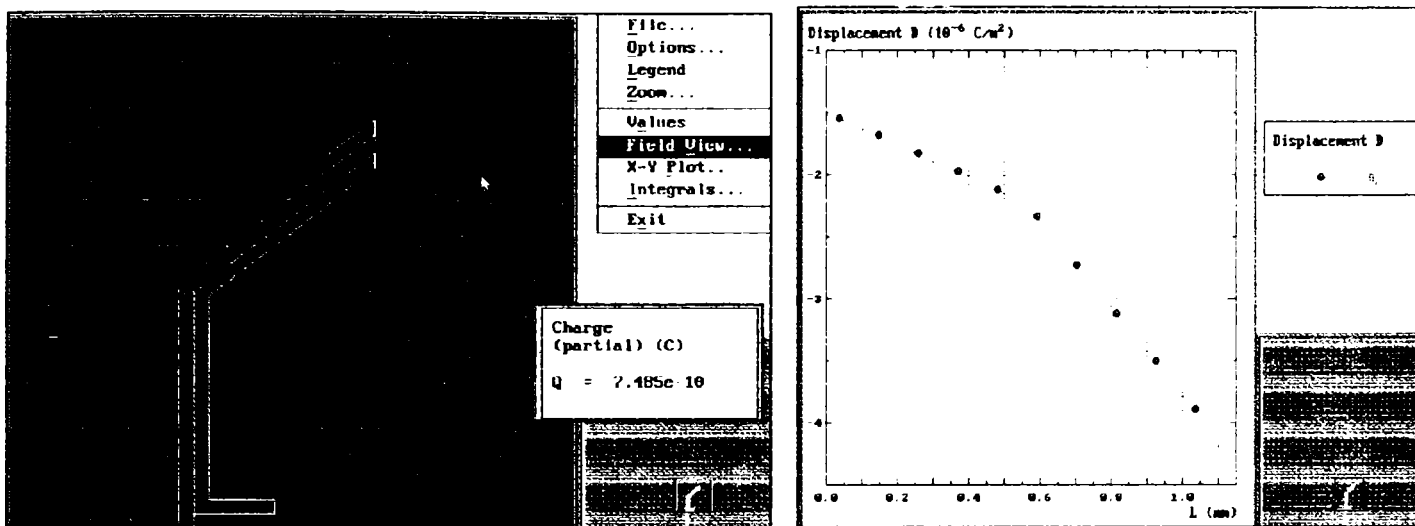 File...
Options...
Legend
Zoom...
Values
Field View...
X-Y Plot..
Integrals...
Exit
Charge
(partial) (C)
Q = 7.485e-10
Displacement D (10⁻⁶ C/m²)
-1
-2
-3
-4
0.0 0.2 0.4 0.6 0.8 1.0
L (mm)
Displacement D